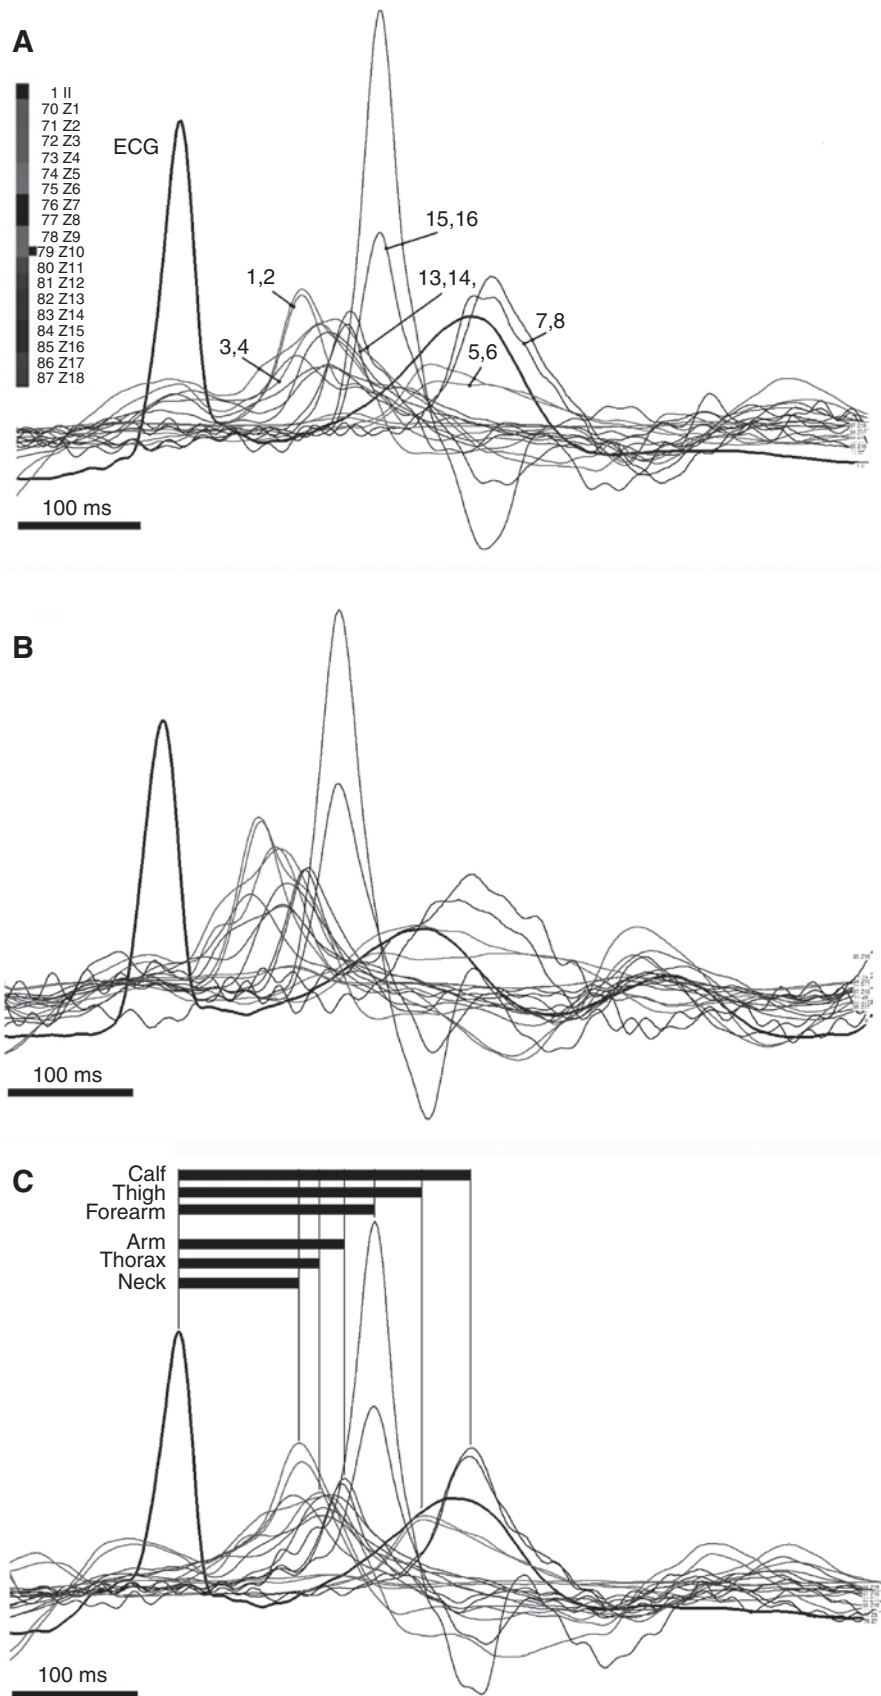 A
1 II
70 Z1
71 Z2
72 Z3
73 Z4
74 Z5
75 Z6
76 Z7
77 Z8
78 Z9
79 Z10
80 Z11
81 Z12
82 Z13
83 Z14
84 Z15
85 Z16
86 Z17
87 Z18
ECG
15,16
1,2
13,14,
7,8
3,4
5,6
100 ms
B
100 ms
C
Calf
Thigh
Forearm
Arm
Thorax
Neck
100 ms